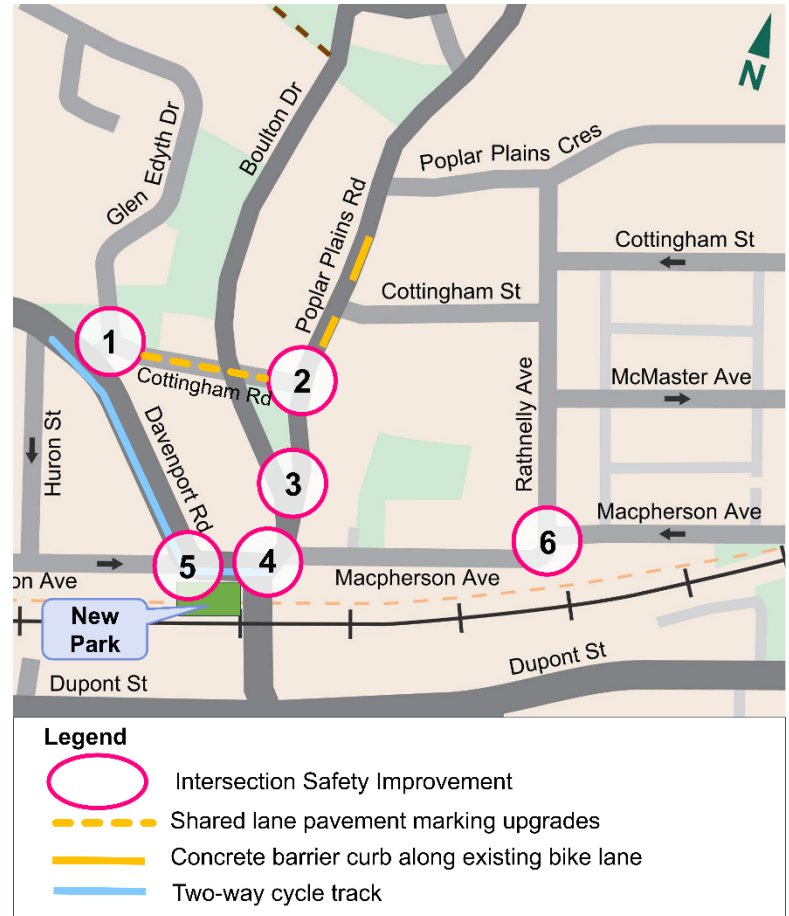 N
Glen Edyth Dr
Boulton Dr
Poplar Plains Cres
Poplar Plains Rd
Cottingham St
Cottingham St
1
2
Cottingham Rd
McMaster Ave
Huron St
Davenport Rd
Rathnelly Ave
3
Macpherson Ave
5
4
6
on Ave
Macpherson Ave
New
Park
Dupont St
Dupont St
Legend
Intersection Safety Improvement
Shared lane pavement marking upgrades
Concrete barrier curb along existing bike lane
Two-way cycle track